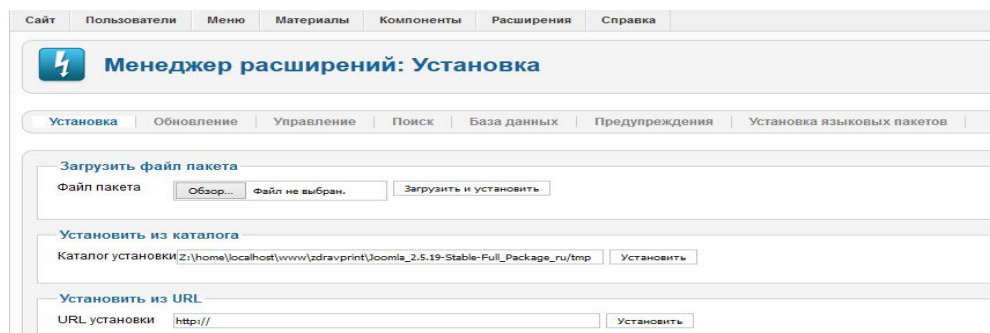 Сайт Пользователи Меню Материалы Компоненты Расширения Справка
Менеджер расширений: Установка
Установка Обновление Управление Поиск База данных Предупреждения Установка языковых пакетов
Загрузить файл пакета
Файл пакета Обзор... Файл не выбран. Загрузить и установить
Установить из каталога
Каталог установки Z:\home\localhost\www\zdravprint\Joomla_2.5.19-Stable-Full_Package_ru/tmp Установить
Установить из URL
URL установки http:// Установить